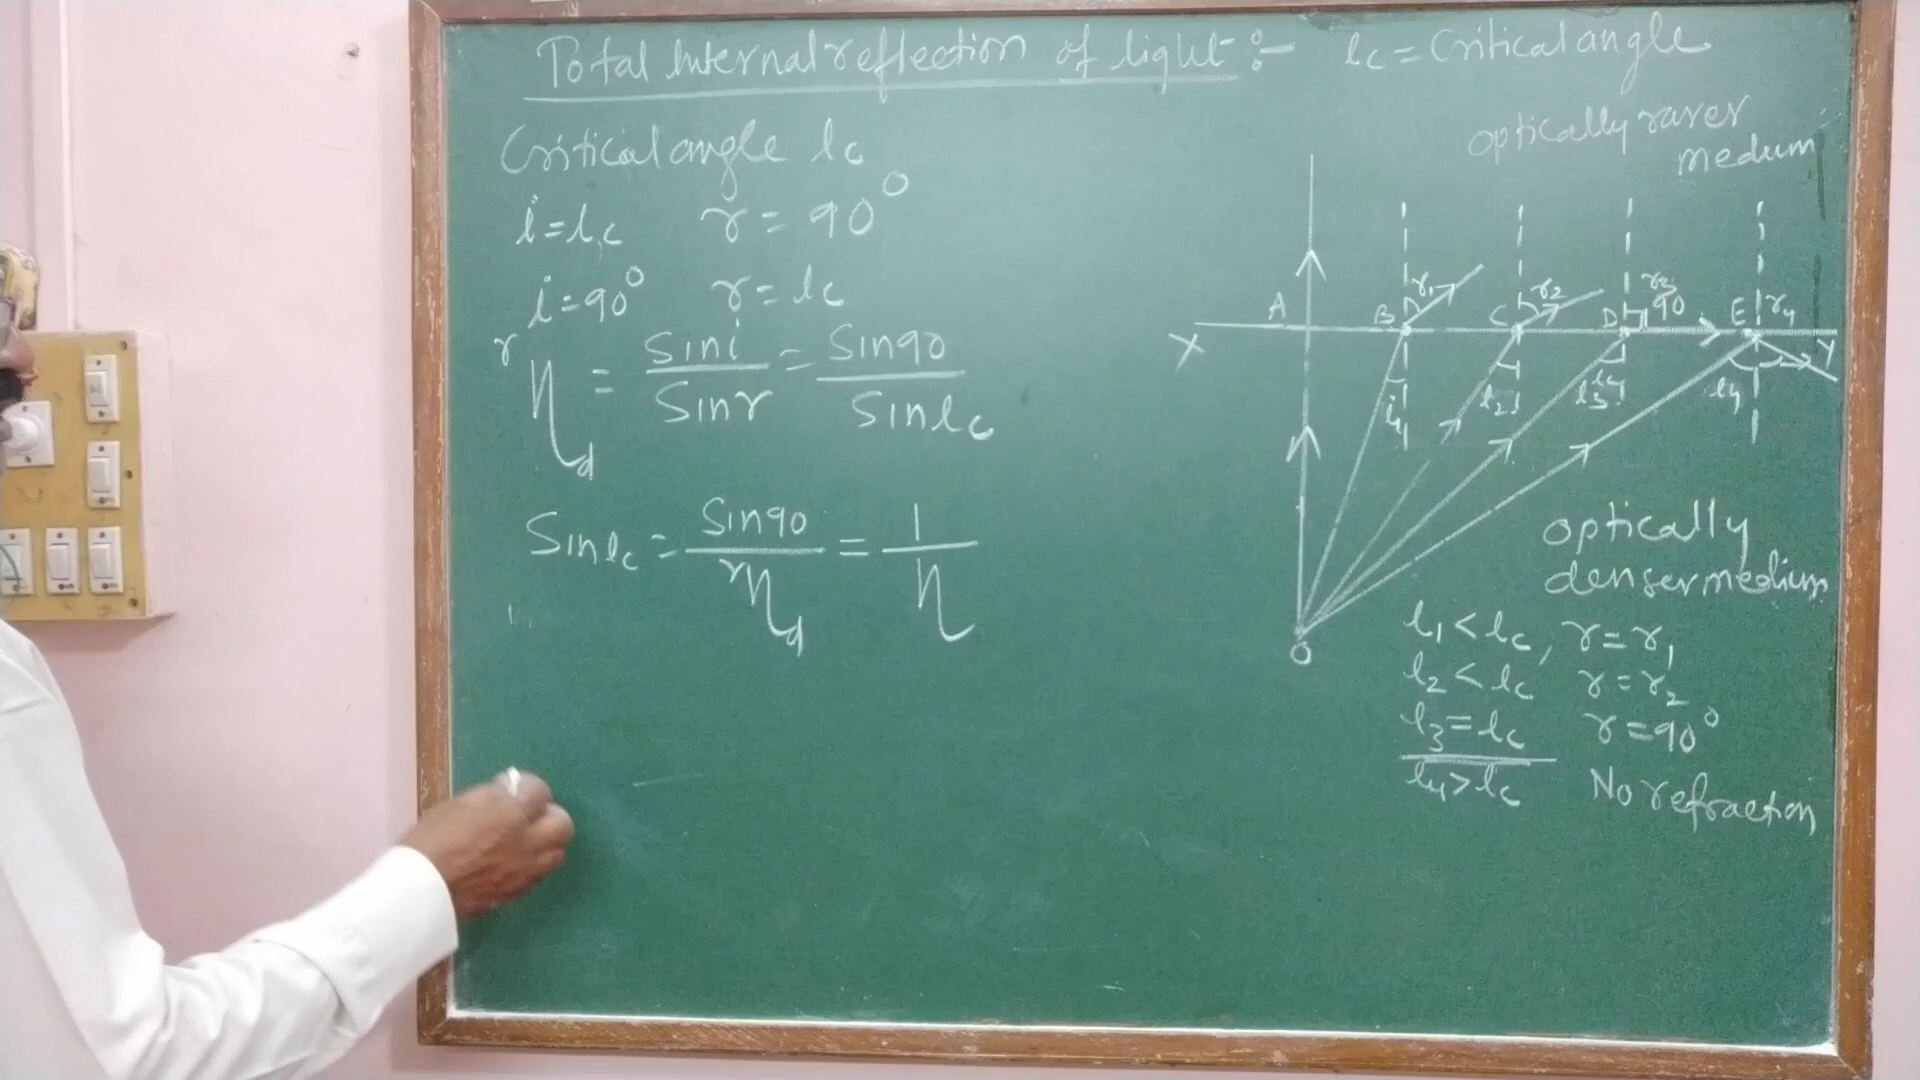 Total Internal reflection of light :- ic = Critical angle
Critical angle ic
i = ic r = 90°
i = 90° r = ic
rηd = Sin i / Sin r = Sin 90 / Sin ic
Sin ic = Sin 90 / rηd = 1 / η
optically rarer
medium
A B r1 C r2 D r3 90 E r4
X Y
i1 i2 ic i3 i4
O
optically
denser medium
i1 < ic, r = r1
i2 < ic r = r2
i3 = ic r = 90°
i4 > ic No refraction